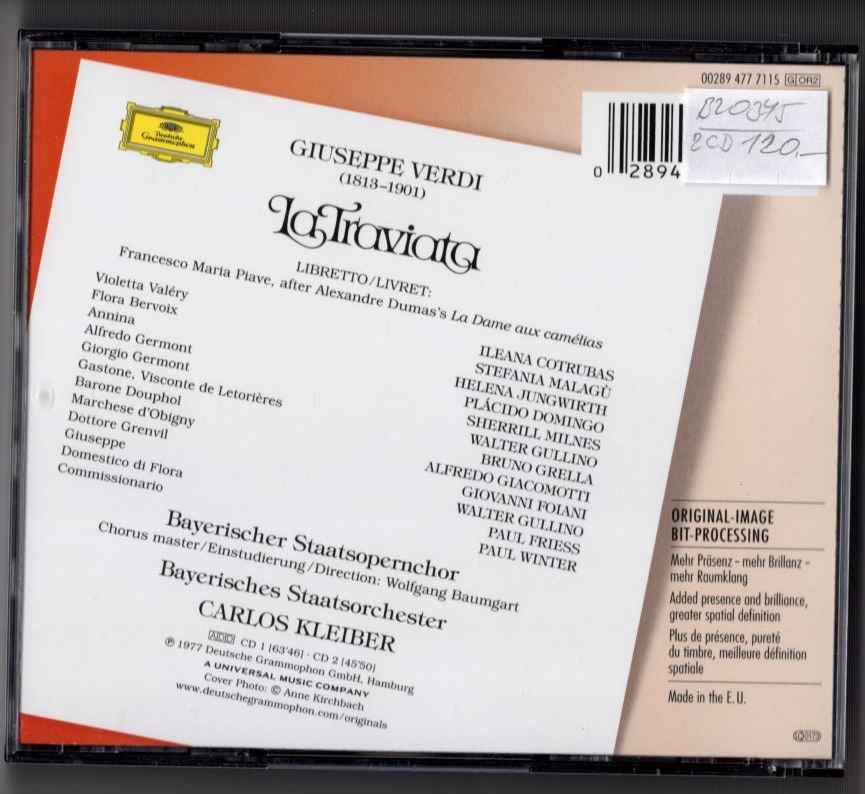 00289 477 7115 G OR2
B20345
2CD 120,-
0 2894
Deutsche
Grammophon
GIUSEPPE VERDI
(1813–1901)
La Traviata
LIBRETTO/LIVRET:
Francesco Maria Piave, after Alexandre Dumas's La Dame aux camélias
Violetta Valéry ILEANA COTRUBAS
Flora Bervoix STEFANIA MALAGÙ
Annina HELENA JUNGWIRTH
Alfredo Germont PLÁCIDO DOMINGO
Giorgio Germont SHERRILL MILNES
Gastone, Visconte de Letorières WALTER GULLINO
Barone Douphol BRUNO GRELLA
Marchese d'Obigny ALFREDO GIACOMOTTI
Dottore Grenvil GIOVANNI FOIANI
Giuseppe WALTER GULLINO
Domestico di Flora PAUL FRIESS
Commissionario PAUL WINTER
Bayerischer Staatsopernchor
Chorus master/Einstudierung/Direction: Wolfgang Baumgart
Bayerisches Staatsorchester
CARLOS KLEIBER
ADD CD 1 [63'46] · CD 2 [45'50]
℗ 1977 Deutsche Grammophon GmbH, Hamburg
A UNIVERSAL MUSIC COMPANY
Cover Photo: © Anne Kirchbach
www.deutschegrammophon.com/originals
ORIGINAL-IMAGE
BIT-PROCESSING
Mehr Präsenz – mehr Brillanz –
mehr Raumklang
Added presence and brilliance,
greater spatial definition
Plus de présence, pureté
du timbre, meilleure définition
spatiale
Made in the E.U.